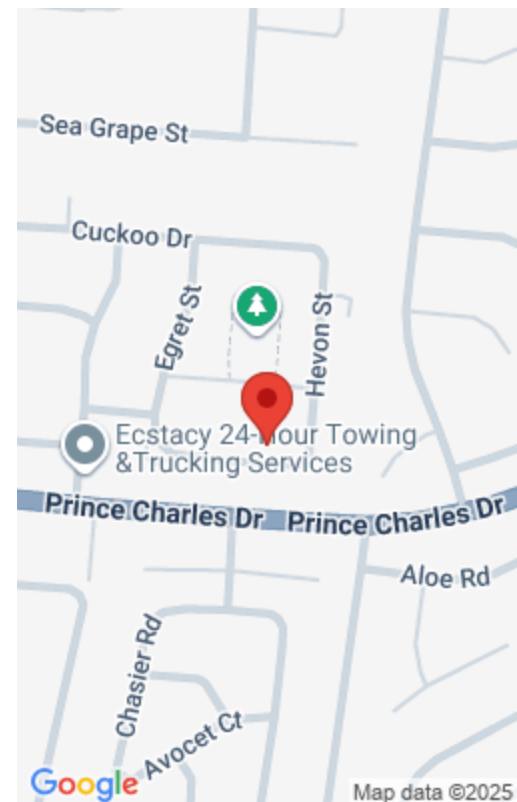 Sea Grape St
Cuckoo Dr
Egret St
Hevon St
Ecstacy 24-Hour Towing
&Trucking Services
Prince Charles Dr
Prince Charles Dr
Aloe Rd
Chasier Rd
Avocet Ct
Google
Map data ©2025